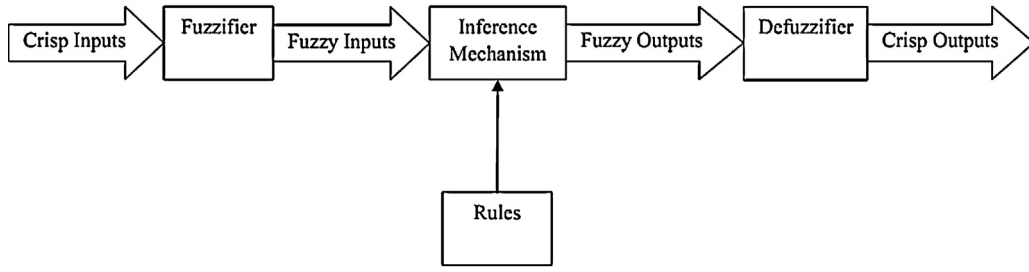 Crisp Inputs
Fuzzifier
Fuzzy Inputs
Inference
Mechanism
Fuzzy Outputs
Defuzzifier
Crisp Outputs
Rules